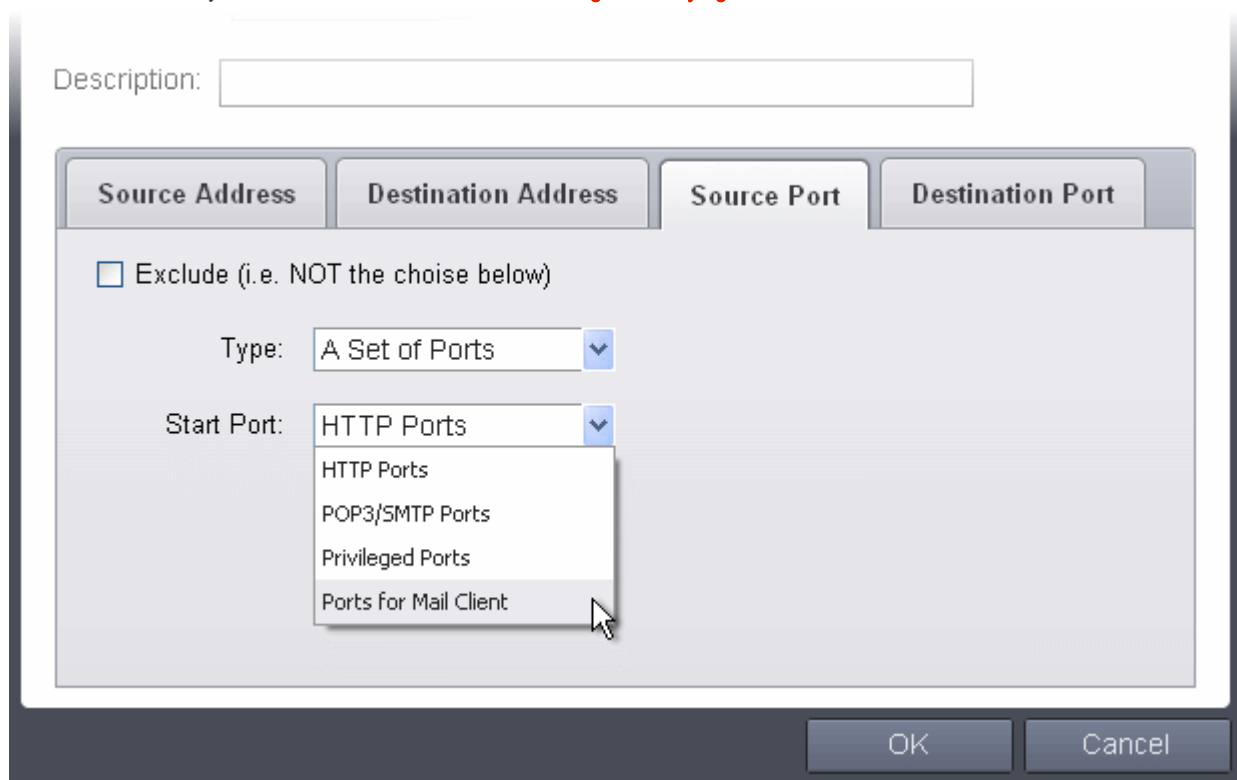 Description:
Source Address Destination Address Source Port Destination Port
Exclude (i.e. NOT the choise below)
Type: A Set of Ports
Start Port: HTTP Ports
HTTP Ports
POP3/SMTP Ports
Privileged Ports
Ports for Mail Client
OK Cancel